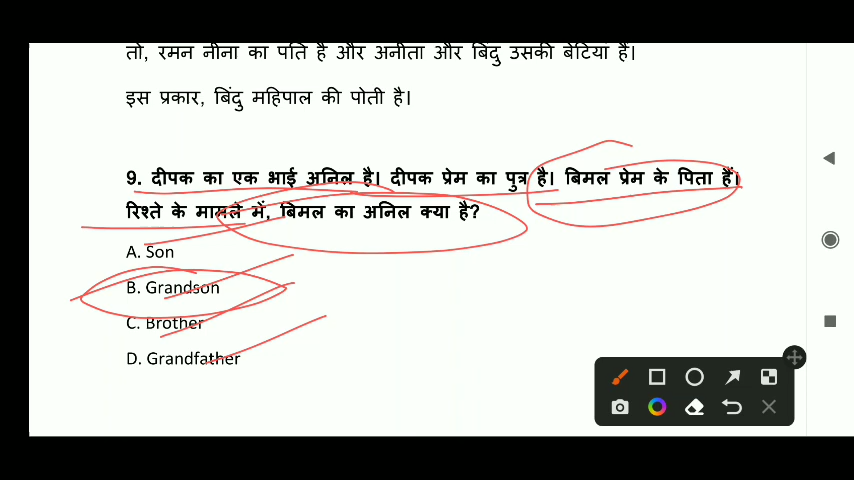 तो, रमन नीना का पति है और अनीता और बिंदु उसकी बेटियां हैं।
इस प्रकार, बिंदु महिपाल की पोती है।
9. दीपक का एक भाई अनिल है। दीपक प्रेम का पुत्र है। बिमल प्रेम के पिता हैं।
रिश्ते के मामले में, बिमल का अनिल क्या है?
A. Son
B. Grandson
C. Brother
D. Grandfather